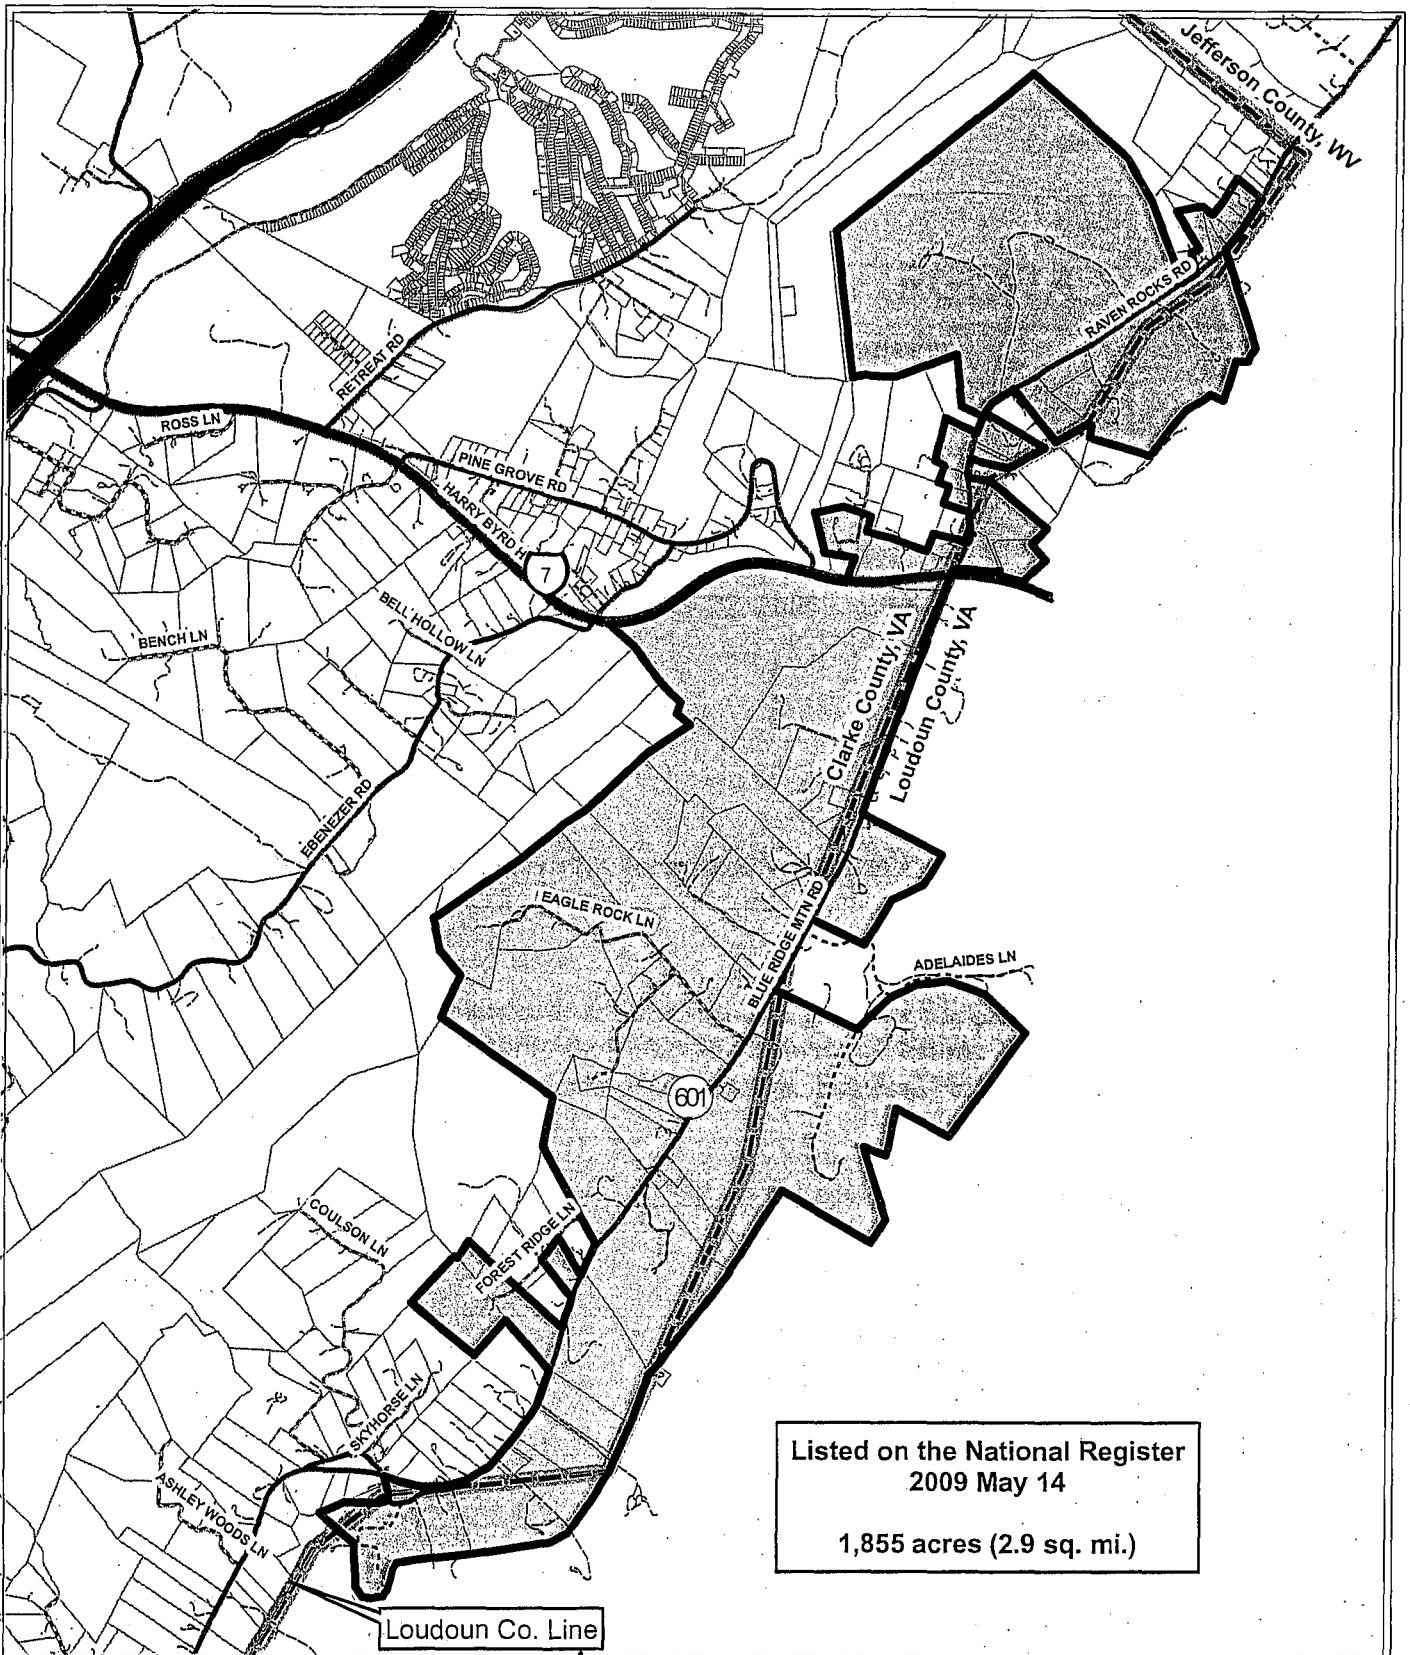 Jefferson County, WV
RAVEN ROCKS RD
RETREAT RD
ROSS LN
PINE GROVE RD
HARRY BYRD H
7
BELL HOLLOW LN
BENCH LN
Clarke County, VA
Loudoun County, VA
EBENEZER RD
EAGLE ROCK LN
BLUE RIDGE MTN RD
ADELAIDES LN
601
COULSON LN
FOREST RIDGE LN
SKYHORSE LN
ASHLEY WOODS LN
Listed on the National Register
2009 May 14
1,855 acres (2.9 sq. mi.)
Loudoun Co. Line